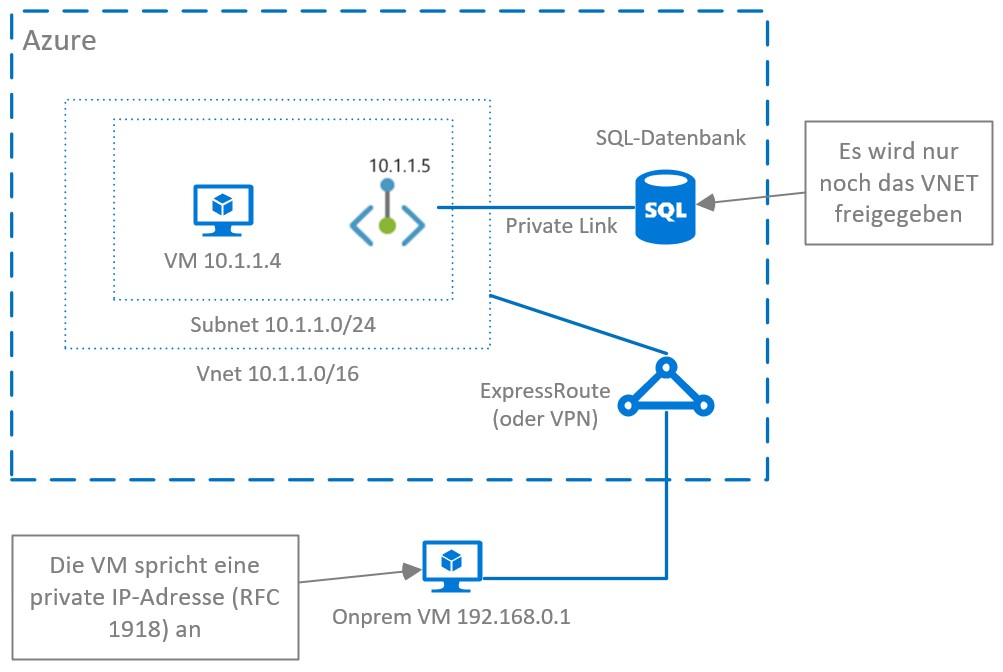 Azure
SQL-Datenbank
Es wird nur
noch das VNET
freigegeben
10.1.1.5
SQL
Private Link
VM 10.1.1.4
Subnet 10.1.1.0/24
Vnet 10.1.1.0/16
ExpressRoute
(oder VPN)
Die VM spricht eine
private IP-Adresse (RFC
1918) an
Onprem VM 192.168.0.1